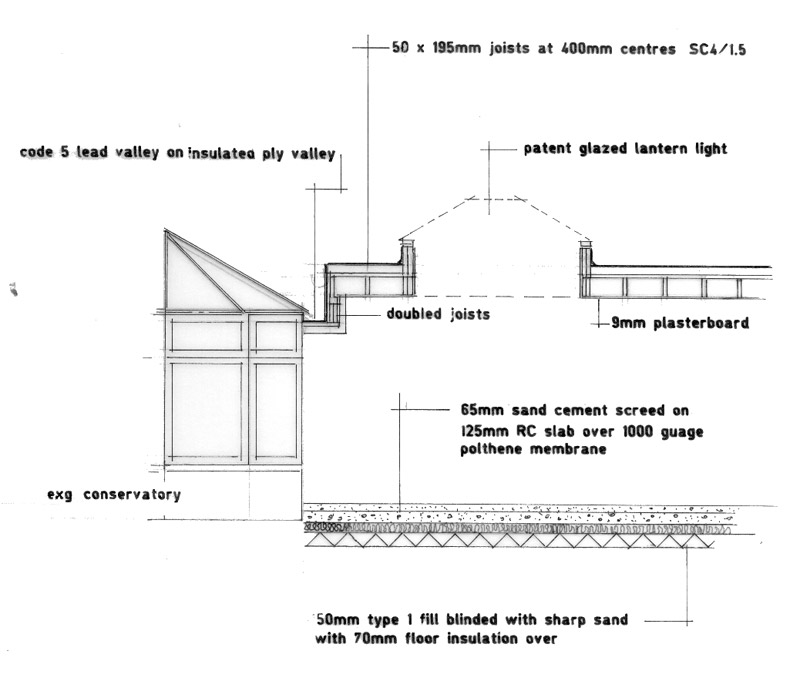 50 x 195mm joists at 400mm centres SC4/1.5
code 5 lead valley on insulated ply valley
patent glazed lantern light
doubled joists
9mm plasterboard
65mm sand cement screed on
125mm RC slab over 1000 guage
polthene membrane
exg conservatory
50mm type 1 fill blinded with sharp sand
with 70mm floor insulation over